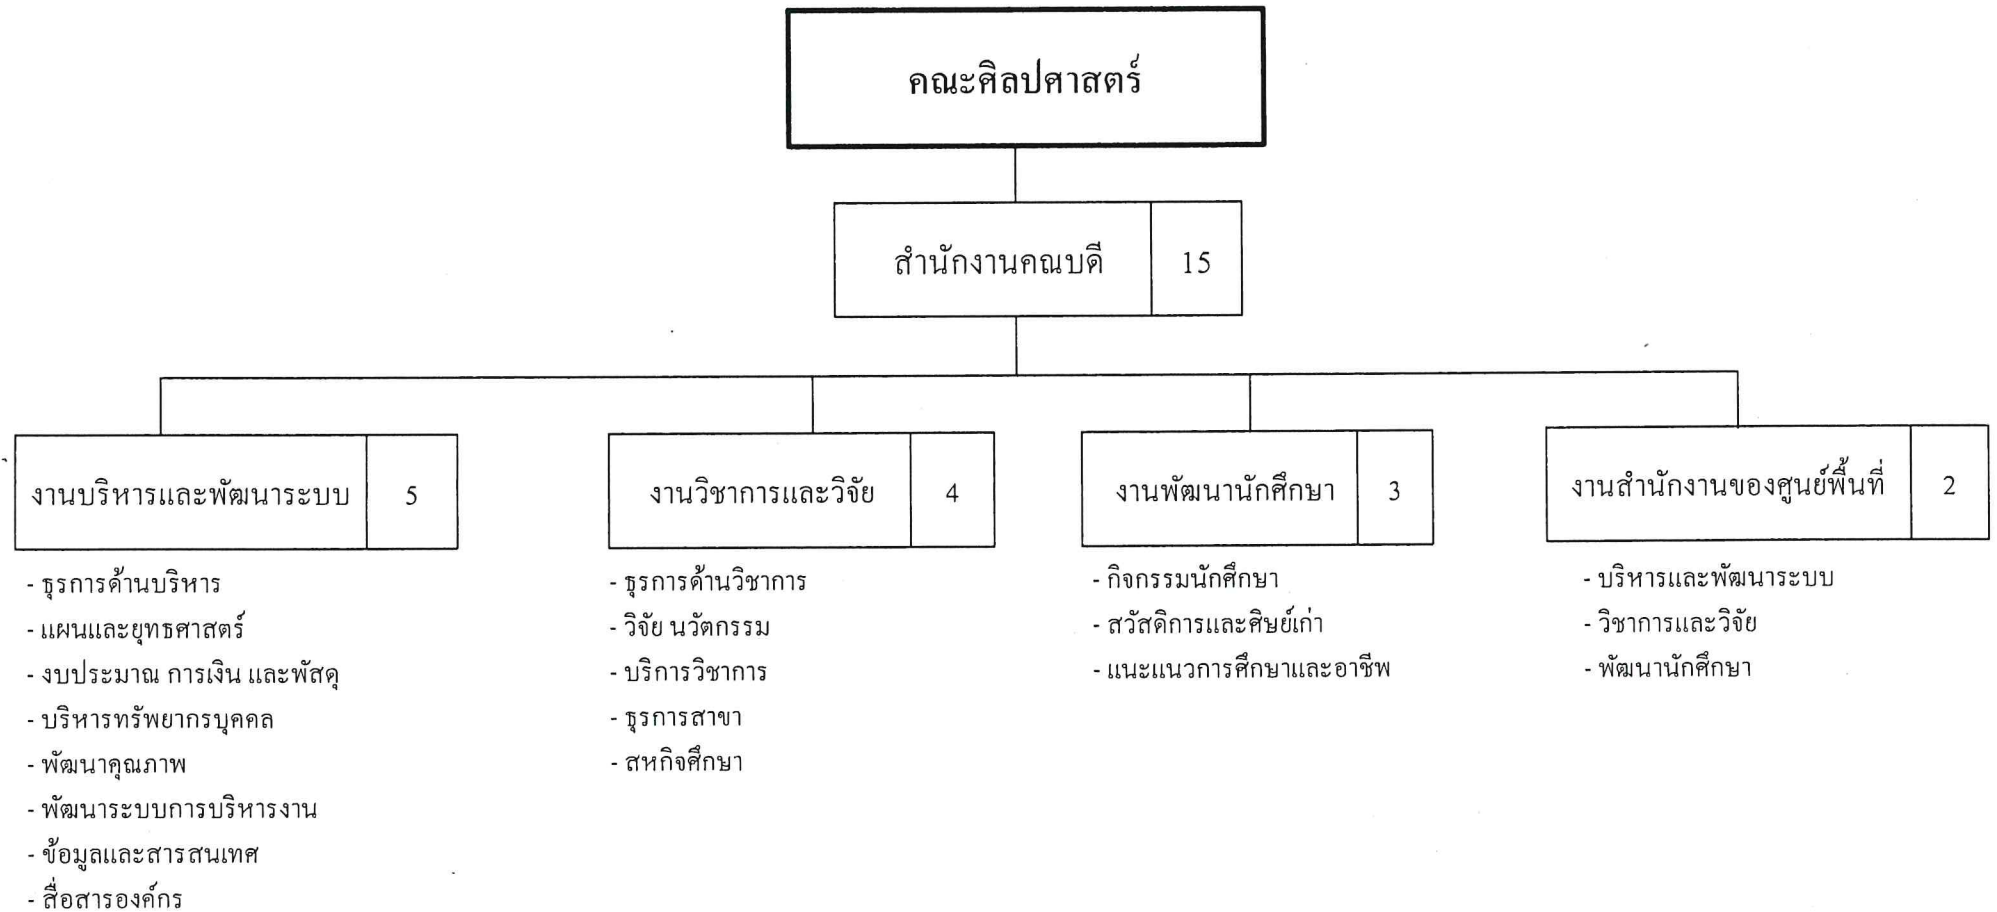 คณะศิลปศาสตร์
สำนักงานคณบดี 15
งานบริหารและพัฒนาระบบ 5
- ธุรการด้านบริหาร
- แผนและยุทธศาสตร์
- งบประมาณ การเงิน และพัสดุ
- บริหารทรัพยากรบุคคล
- พัฒนาคุณภาพ
- พัฒนาระบบการบริหารงาน
- ข้อมูลและสารสนเทศ
- สื่อสารองค์กร
งานวิชาการและวิจัย 4
- ธุรการด้านวิชาการ
- วิจัย นวัตกรรม
- บริการวิชาการ
- ธุรการสาขา
- สหกิจศึกษา
งานพัฒนานักศึกษา 3
- กิจกรรมนักศึกษา
- สวัสดิการและศิษย์เก่า
- แนะแนวการศึกษาและอาชีพ
งานสำนักงานของศูนย์พื้นที่ 2
- บริหารและพัฒนาระบบ
- วิชาการและวิจัย
- พัฒนานักศึกษา